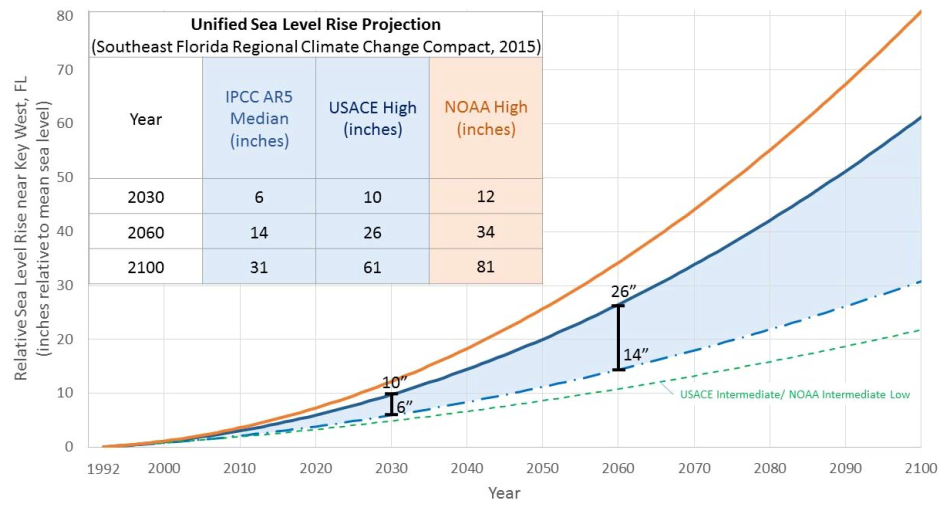 Unified Sea Level Rise Projection
(Southeast Florida Regional Climate Change Compact, 2015)
Year
IPCC AR5
Median
(inches)
USACE High
(inches)
NOAA High
(inches)
2030 6 10 12
2060 14 26 34
2100 31 61 81
Relative Sea Level Rise near Key West, FL
(inches relative to mean sea level)
80
70
60
50
40
30
20
10
0
10”
6”
26”
14”
USACE Intermediate/ NOAA Intermediate Low
1992 2000 2010 2020 2030 2040 2050 2060 2070 2080 2090 2100
Year